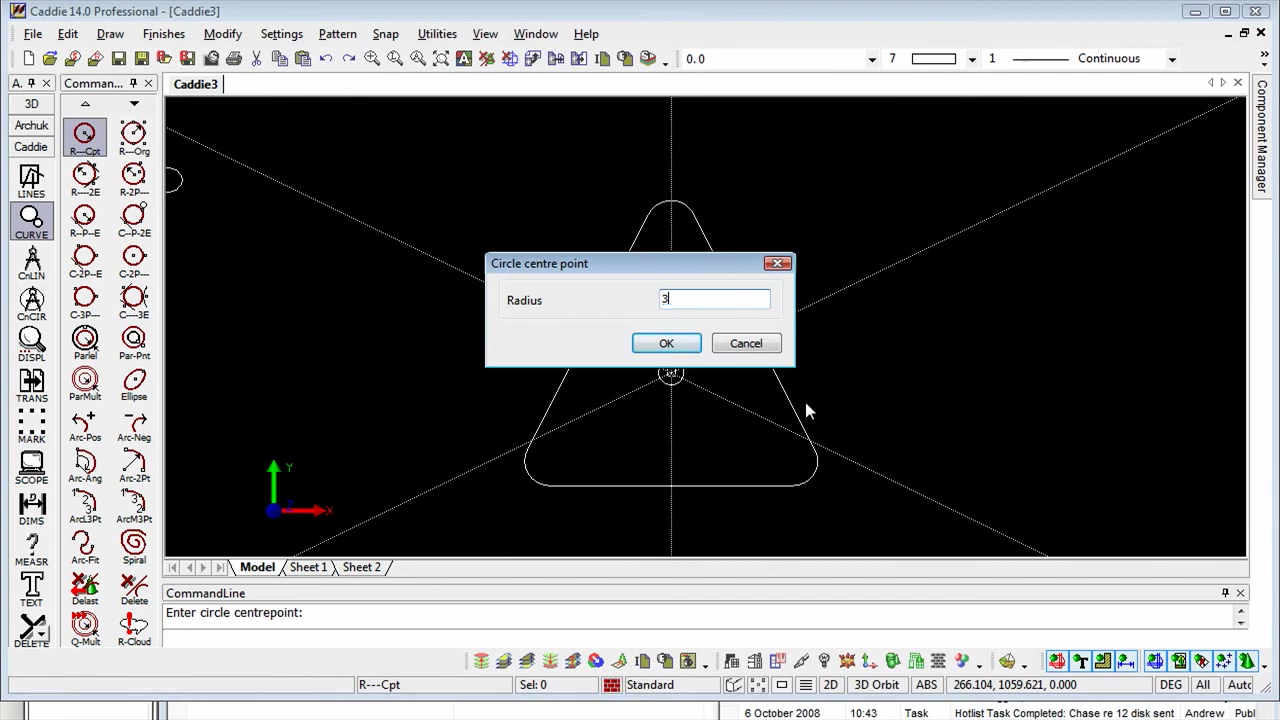 Caddie 14.0 Professional - [Caddie3]
File Edit Draw Finishes Modify Settings Pattern Snap Utilities View Window Help
0.0 7 1 Continuous
A. Comman... Caddie3
3D
Archuk
Caddie
LINES
CURVE
CnLIN
CnCIR
DISPL
TRANS
MARK
SCOPE
DIMS
MEASR
TEXT
DELETE
R---Cpt R---Org
R----2E R-2P---
R--P--E C--P-2E
C-2P--E C-2P---
C-3P--- C----3E
Parlel Par-Pnt
ParMult Ellipse
Arc-Pos Arc-Neg
Arc-Ang Arc-2Pt
ArcL3Pt ArcM3Pt
Arc-Fit Spiral
Delast Delete
Q-Mult R-Cloud
Component Manager
Circle centre point
Radius 3
OK Cancel
Y
X
Model Sheet 1 Sheet 2
CommandLine
Enter circle centrepoint:
R---Cpt Sel: 0 Standard 2D 3D Orbit ABS 266.104, 1059.621, 0.000 DEG All Auto
6 October 2008 10:43 Task Hotlist Task Completed: Chase re 12 disk sent Andrew Publ